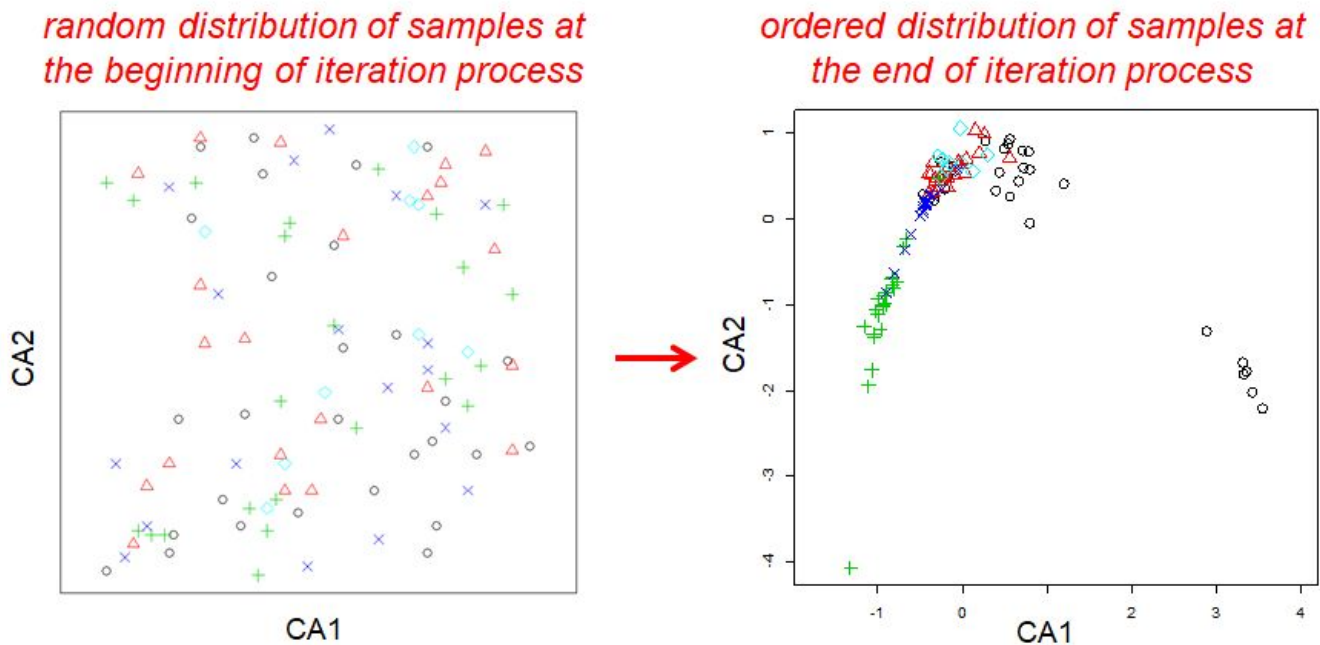 random distribution of samples at
the beginning of iteration process
CA2
CA1
ordered distribution of samples at
the end of iteration process
CA2
1
0
-1
-2
-3
-4
-1 0 1 2 3 4
CA1